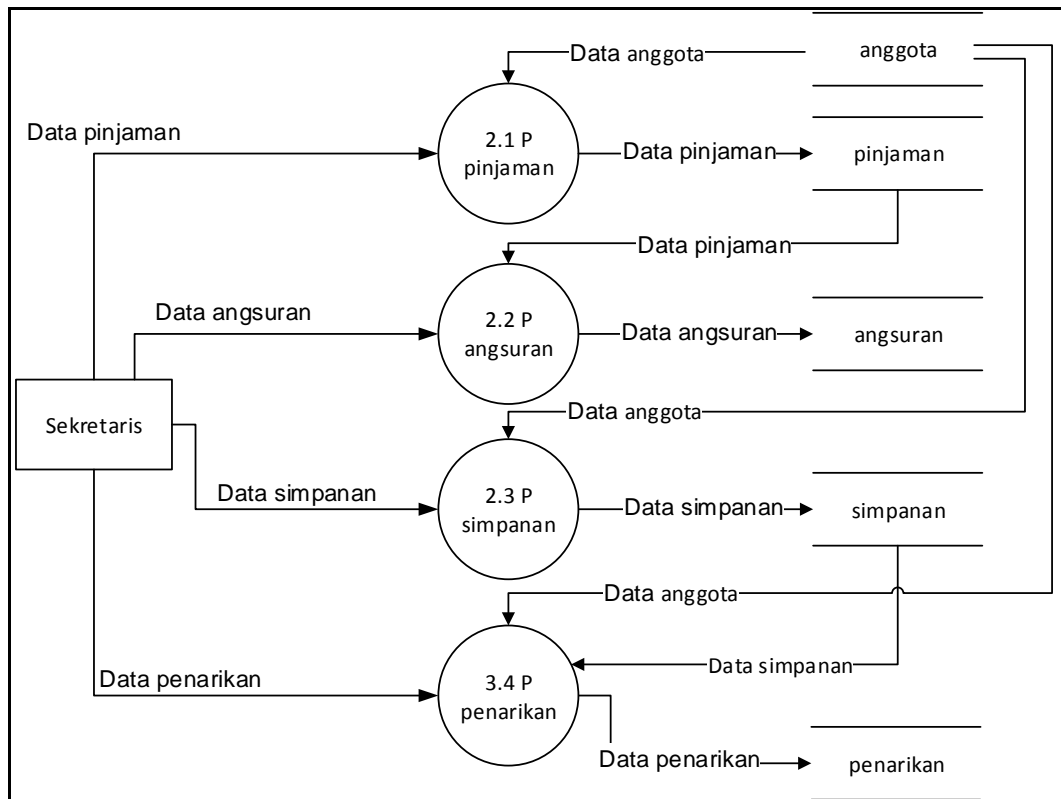 Data anggota
anggota
Data pinjaman
2.1 P
pinjaman
Data pinjaman
pinjaman
Data pinjaman
Data angsuran
2.2 P
angsuran
Data angsuran
angsuran
Sekretaris
Data anggota
Data simpanan
2.3 P
simpanan
Data simpanan
simpanan
Data anggota
Data simpanan
Data penarikan
3.4 P
penarikan
Data penarikan
penarikan